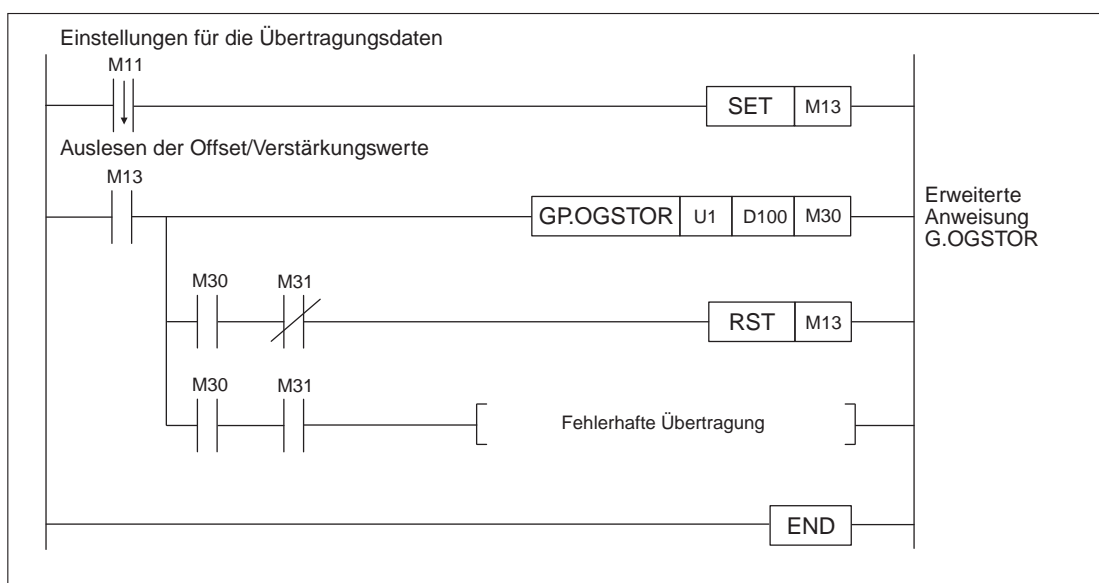 Einstellungen für die Übertragungsdaten
M11
SET M13
Auslesen der Offset/Verstärkungswerte
M13
GP.OGSTOR U1 D100 M30
Erweiterte
Anweisung
G.OGSTOR
M30 M31
RST M13
M30 M31
Fehlerhafte Übertragung
END